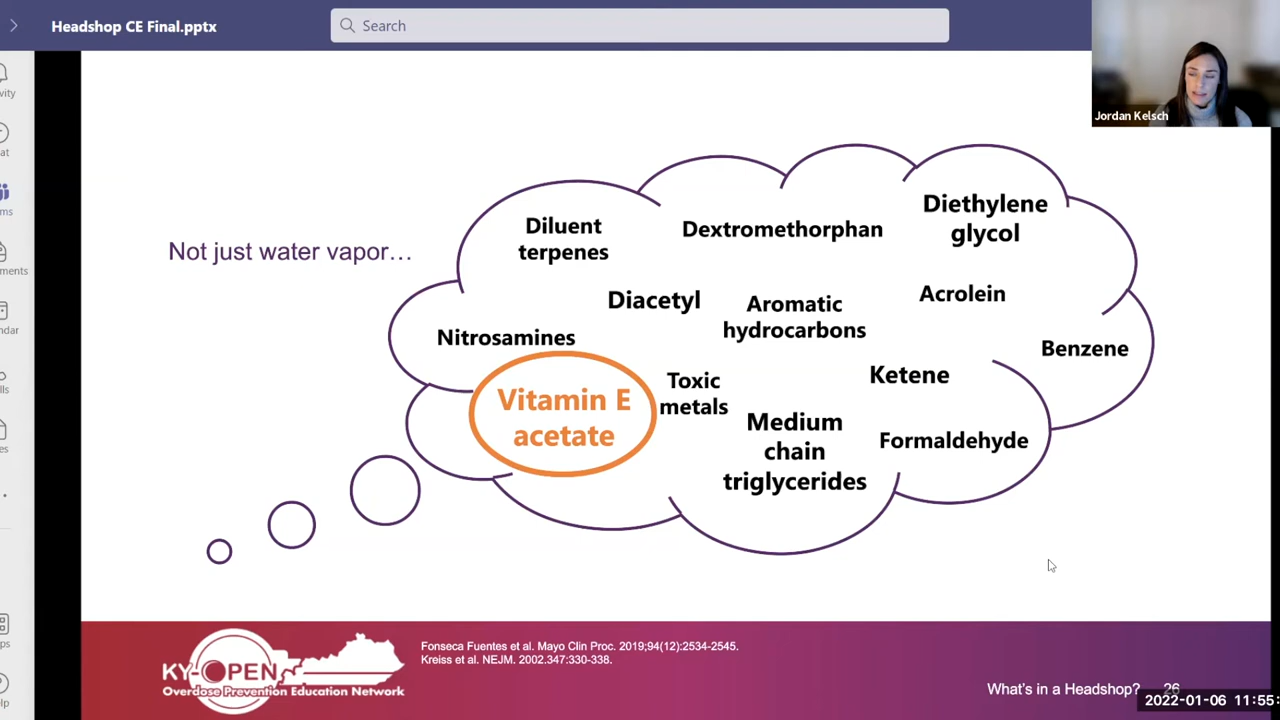 Headshop CE Final.pptx
Search
Jordan Kelsch
Not just water vapor…
Diluent
terpenes
Dextromethorphan
Diethylene
glycol
Diacetyl
Aromatic
hydrocarbons
Acrolein
Nitrosamines
Benzene
Vitamin E
acetate
Toxic
metals
Ketene
Medium
chain
triglycerides
Formaldehyde
KY-OPEN
Overdose Prevention Education Network
Fonseca Fuentes et al. Mayo Clin Proc. 2019;94(12):2534-2545.
Kreiss et al. NEJM. 2002.347:330-338.
What's in a Headshop? 26
2022-01-06 11:55: